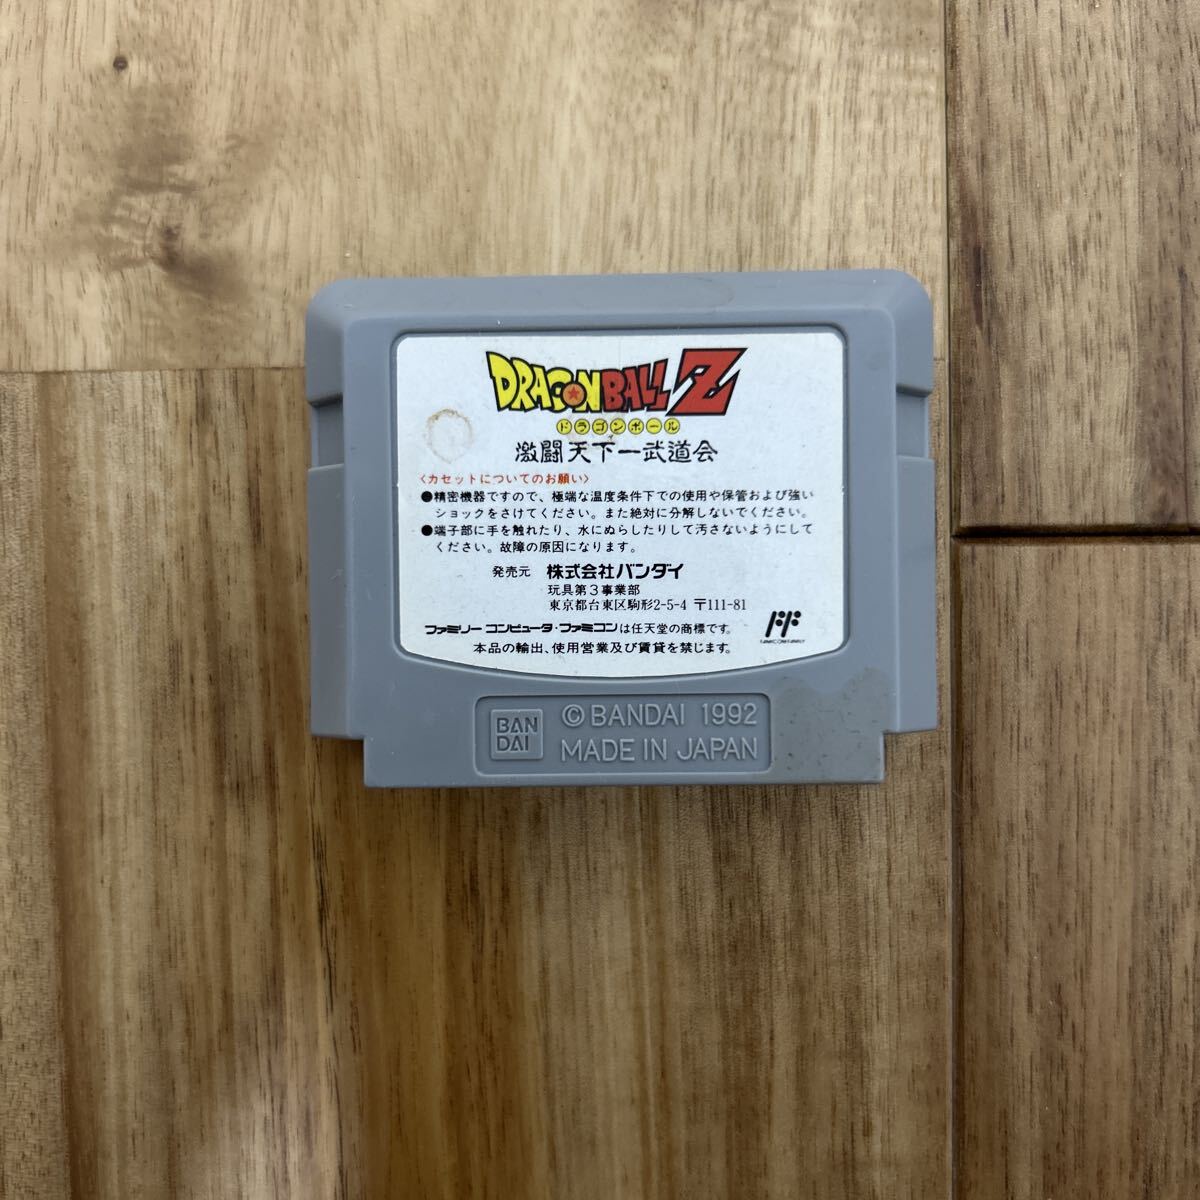 DRAGONBALL Z
ドラゴンボール
激闘天下一武道会
<カセットについてのお願い>
●精密機器ですので、極端な温度条件下での使用や保管および強い
ショックをさけてください。また絶対に分解しないでください。
●端子部に手を触れたり、水にぬらしたりして汚さないようにして
ください。故障の原因になります。
発売元 株式会社バンダイ
玩具第3事業部
東京都台東区駒形2-5-4 〒111-81
ファミリー コンピュータ・ファミコンは任天堂の商標です。
FF
FAMICOM FAMILY
本品の輸出、使用営業及び賃貸を禁じます。
BAN
DAI
© BANDAI 1992
MADE IN JAPAN